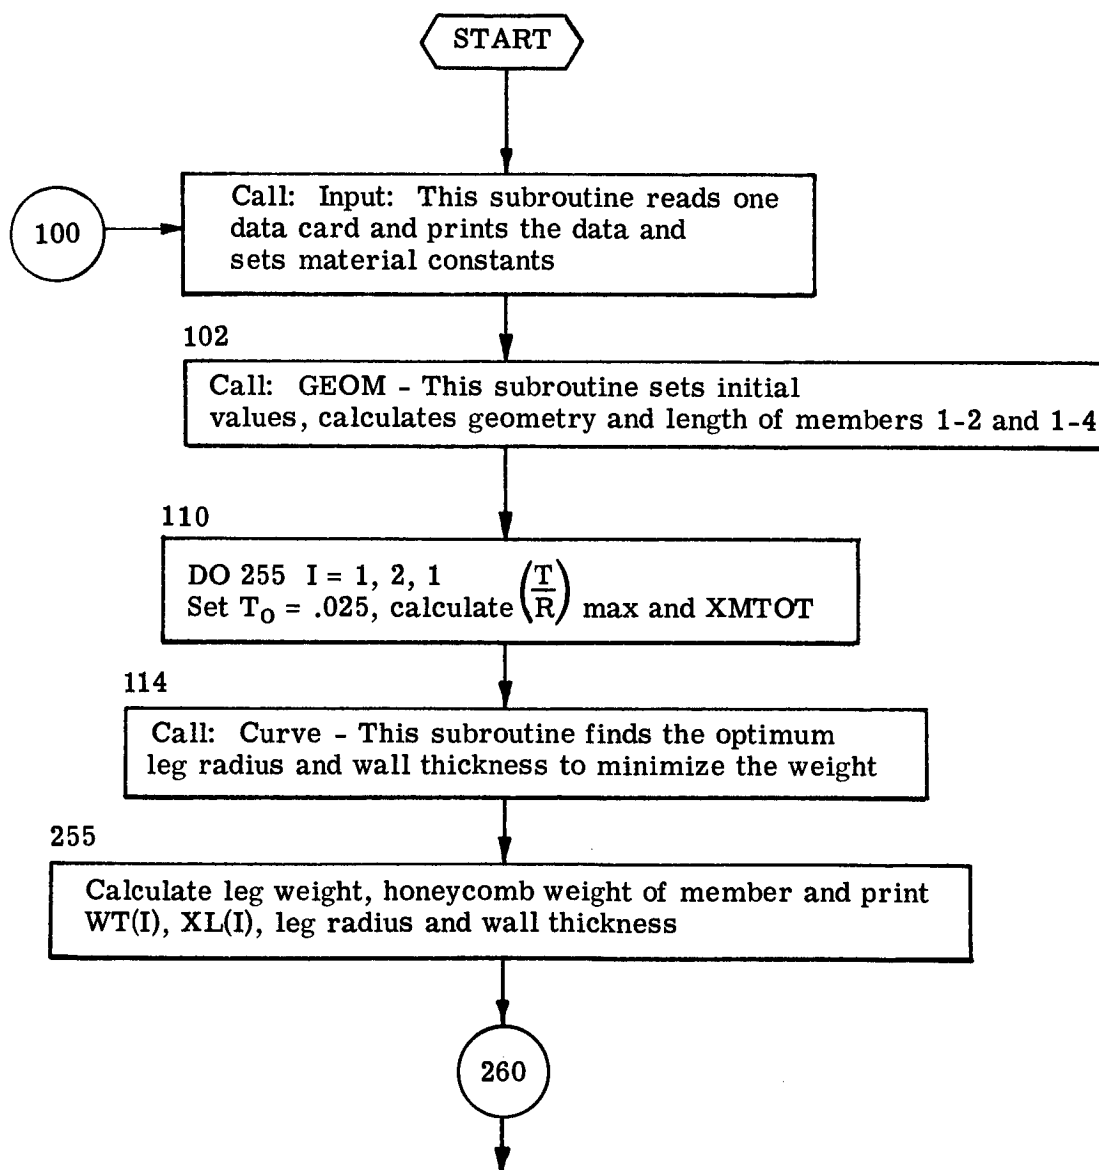 START
100
Call: Input: This subroutine reads one
data card and prints the data and
sets material constants
102
Call: GEOM - This subroutine sets initial
values, calculates geometry and length of members 1-2 and 1-4
110
DO 255 I = 1, 2, 1
Set T₀ = .025, calculate (T/R) max and XMTOT
114
Call: Curve - This subroutine finds the optimum
leg radius and wall thickness to minimize the weight
255
Calculate leg weight, honeycomb weight of member and print
WT(I), XL(I), leg radius and wall thickness
260